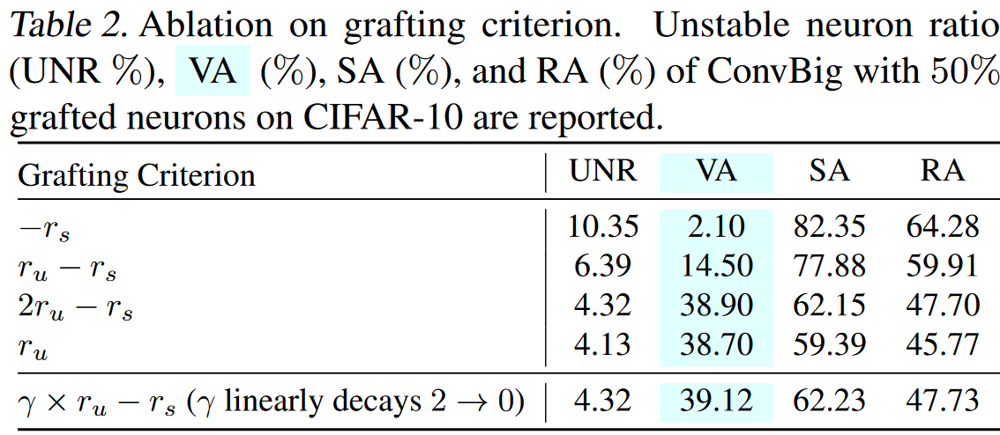 Table 2. Ablation on grafting criterion. Unstable neuron ratio
(UNR %), VA (%), SA (%), and RA (%) of ConvBig with 50%
grafted neurons on CIFAR-10 are reported.
Grafting Criterion UNR VA SA RA
−r_s 10.35 2.10 82.35 64.28
r_u − r_s 6.39 14.50 77.88 59.91
2r_u − r_s 4.32 38.90 62.15 47.70
r_u 4.13 38.70 59.39 45.77
γ × r_u − r_s (γ linearly decays 2 → 0) 4.32 39.12 62.23 47.73